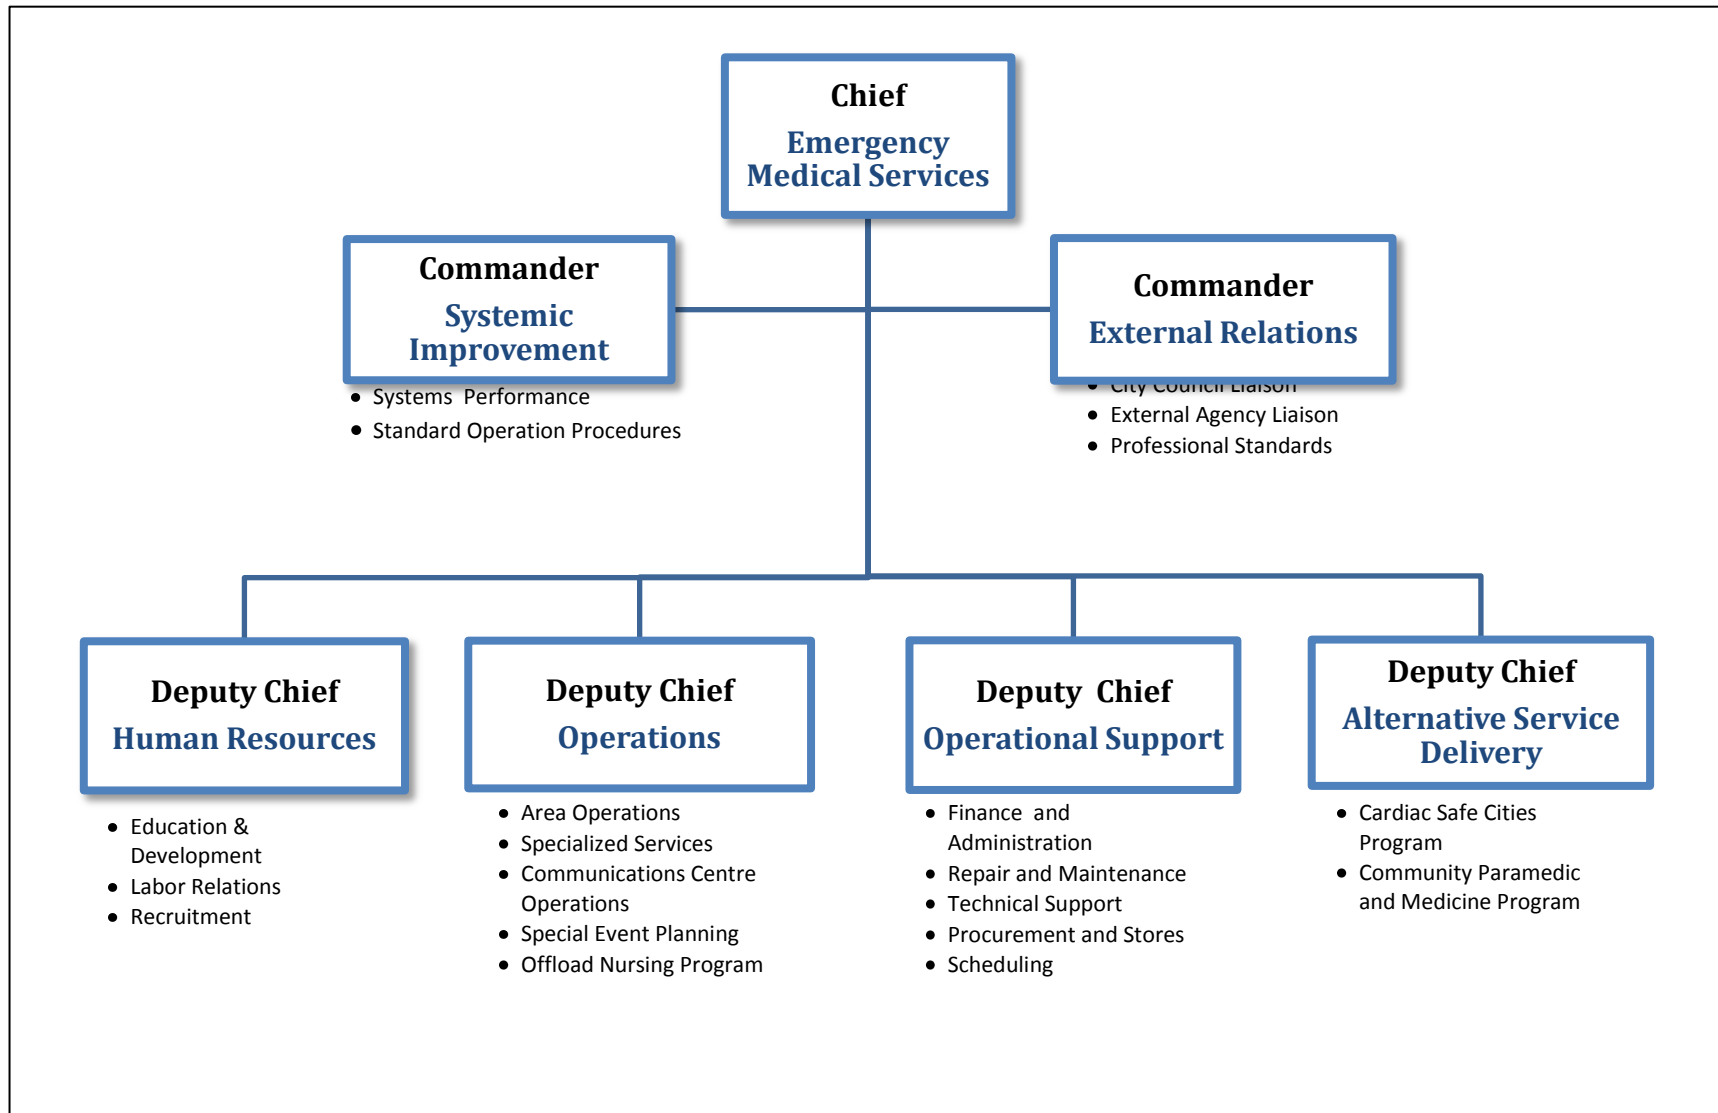 Chief
Emergency
Medical Services
Commander
Systemic
Improvement
• Systems  Performance
• Standard Operation Procedures
Commander
External Relations
• City Council Liaison
• External Agency Liaison
• Professional Standards
Deputy Chief
Human Resources
• Education &
Development
• Labor Relations
• Recruitment
Deputy Chief
Operations
• Area Operations
• Specialized Services
• Communications Centre
Operations
• Special Event Planning
• Offload Nursing Program
Deputy  Chief
Operational Support
• Finance  and
Administration
• Repair and Maintenance
• Technical Support
• Procurement and Stores
• Scheduling
Deputy Chief
Alternative Service
Delivery
• Cardiac Safe Cities
Program
• Community Paramedic
and Medicine Program